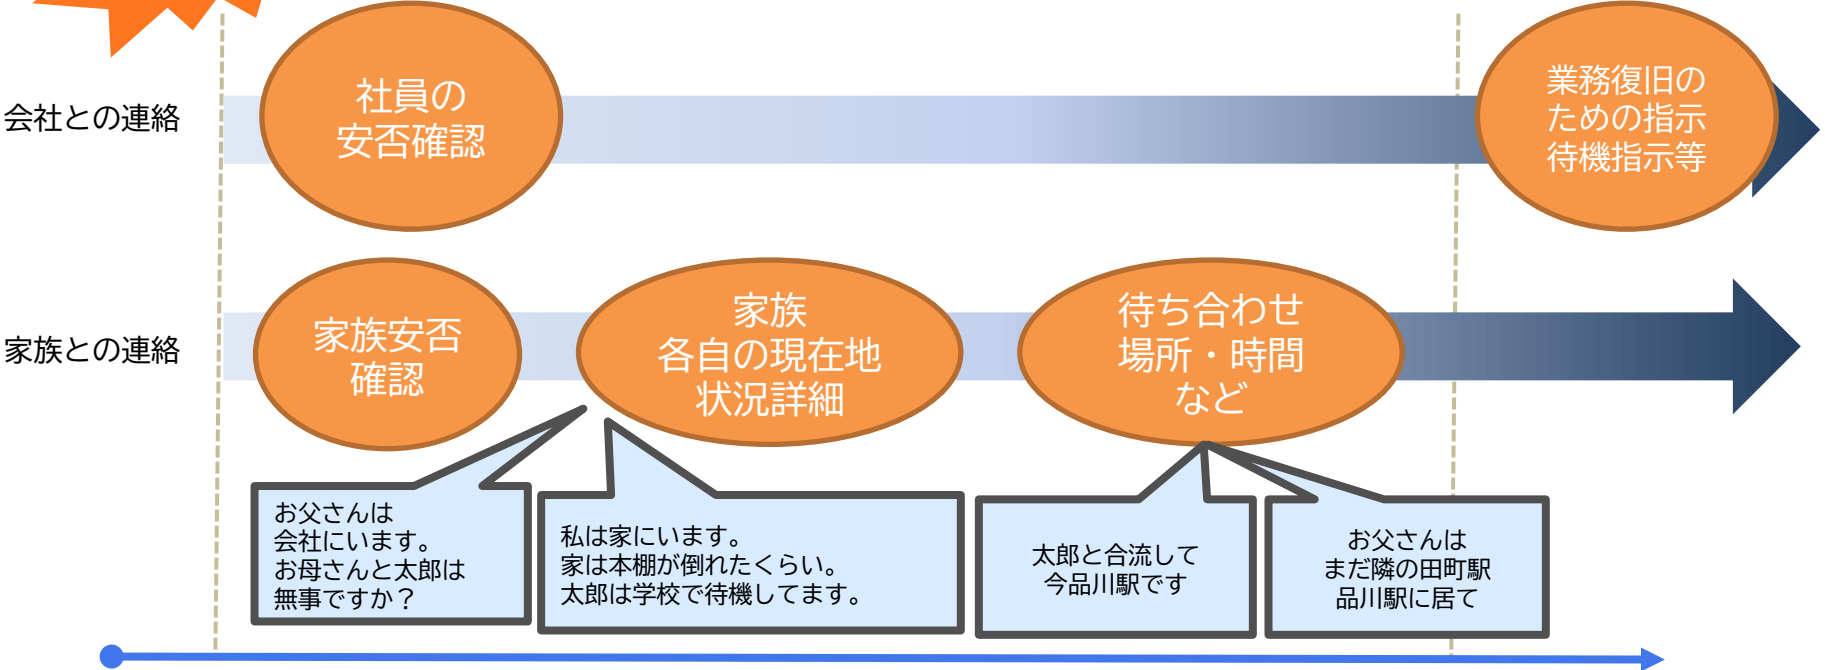 会社との連絡
社員の
安否確認
業務復旧の
ための指示
待機指示等
家族との連絡
家族安否
確認
家族
各自の現在地
状況詳細
待ち合わせ
場所・時間
など
お父さんは
会社にいます。
お母さんと太郎は
無事ですか？
私は家にいます。
家は本棚が倒れたくらい。
太郎は学校で待機してます。
太郎と合流して
今品川駅です
お父さんは
まだ隣の田町駅
品川駅に居て